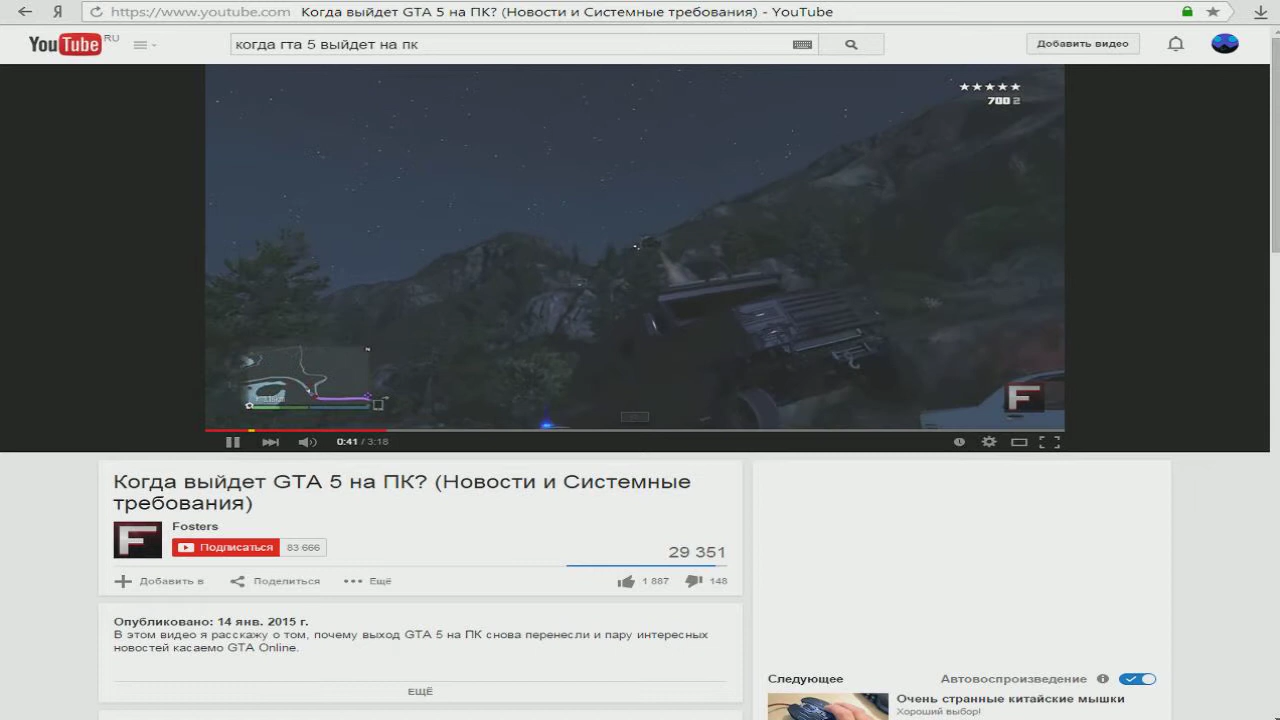 Я https://www.youtube.com Когда выйдет GTA 5 на ПК? (Новости и Системные требования) - YouTube
YouTube RU
когда гта 5 выйдет на пк
Добавить видео
★★★★★
700 2
N
F
0:41 / 3:18
Когда выйдет GTA 5 на ПК? (Новости и Системные
требования)
F
Fosters
Подписаться 83 666
29 351
Добавить в Поделиться Ещё 1 887 148
Опубликовано: 14 янв. 2015 г.
В этом видео я расскажу о том, почему выход GTA 5 на ПК снова перенесли и пару интересных
новостей касаемо GTA Online.
ЕЩЁ
Следующее Автовоспроизведение
Очень странные китайские мышки
Хороший выбор!